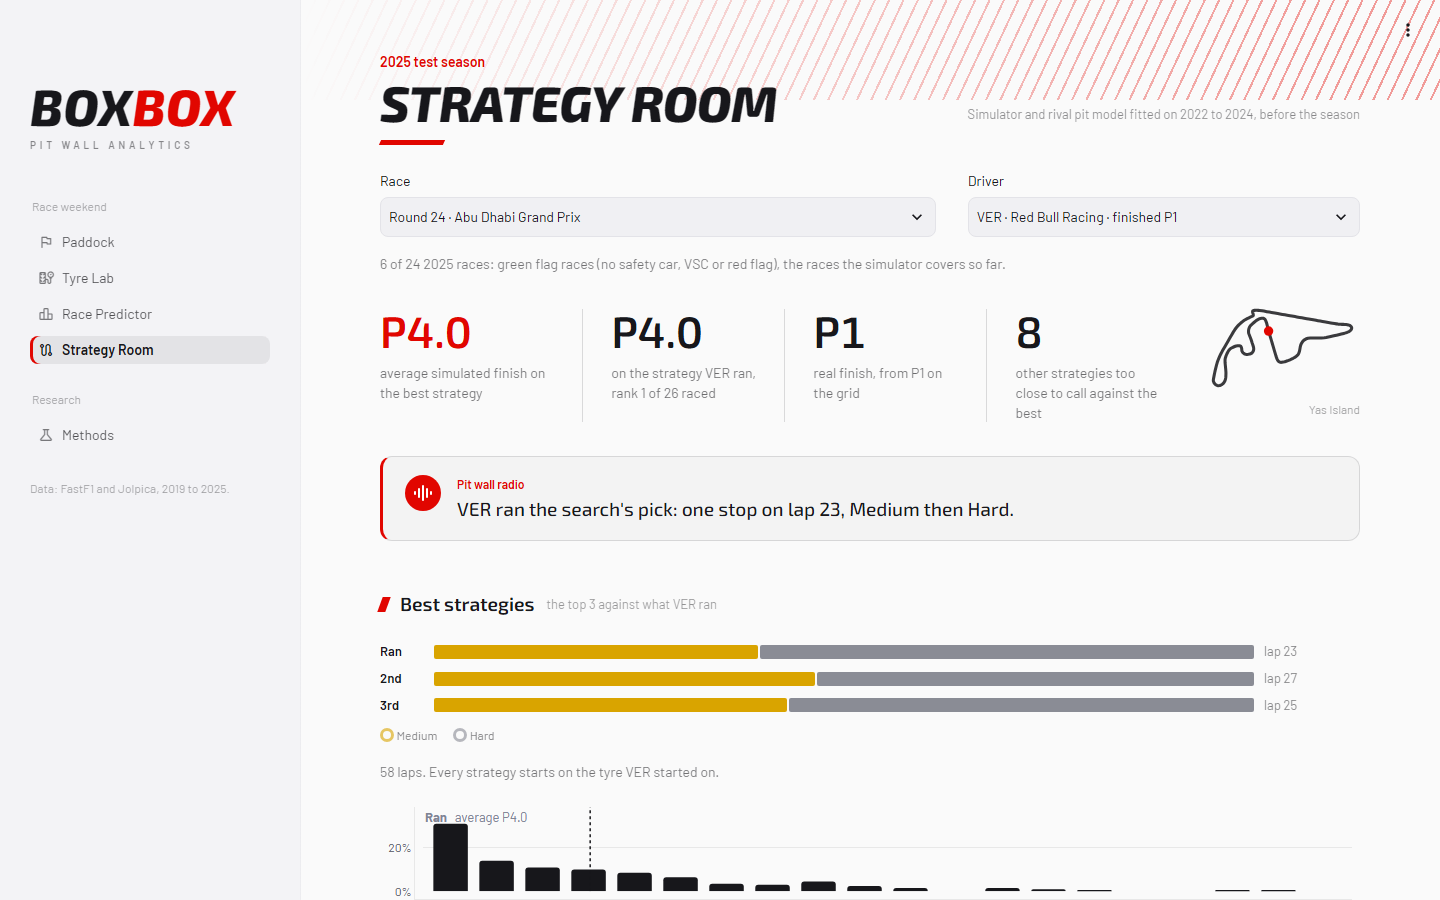 BOXBOX
PIT WALL ANALYTICS
Race weekend
Paddock
Tyre Lab
Race Predictor
Strategy Room
Research
Methods
Data: FastF1 and Jolpica, 2019 to 2025.
2025 test season
STRATEGY ROOM
Simulator and rival pit model fitted on 2022 to 2024, before the season
Race
Round 24 · Abu Dhabi Grand Prix
Driver
VER · Red Bull Racing · finished P1
6 of 24 2025 races: green flag races (no safety car, VSC or red flag), the races the simulator covers so far.
P4.0
average simulated finish on
the best strategy
P4.0
on the strategy VER ran,
rank 1 of 26 raced
P1
real finish, from P1 on
the grid
8
other strategies too
close to call against the
best
Yas Island
Pit wall radio
VER ran the search's pick: one stop on lap 23, Medium then Hard.
Best strategies the top 3 against what VER ran
Ran lap 23
2nd lap 27
3rd lap 25
Medium Hard
58 laps. Every strategy starts on the tyre VER started on.
Ran average P4.0
20%
0%